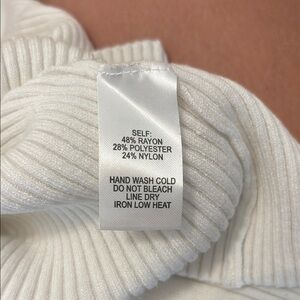 SELF:
48% RAYON
28% POLYESTER
24% NYLON
HAND WASH COLD
DO NOT BLEACH
LINE DRY
IRON LOW HEAT